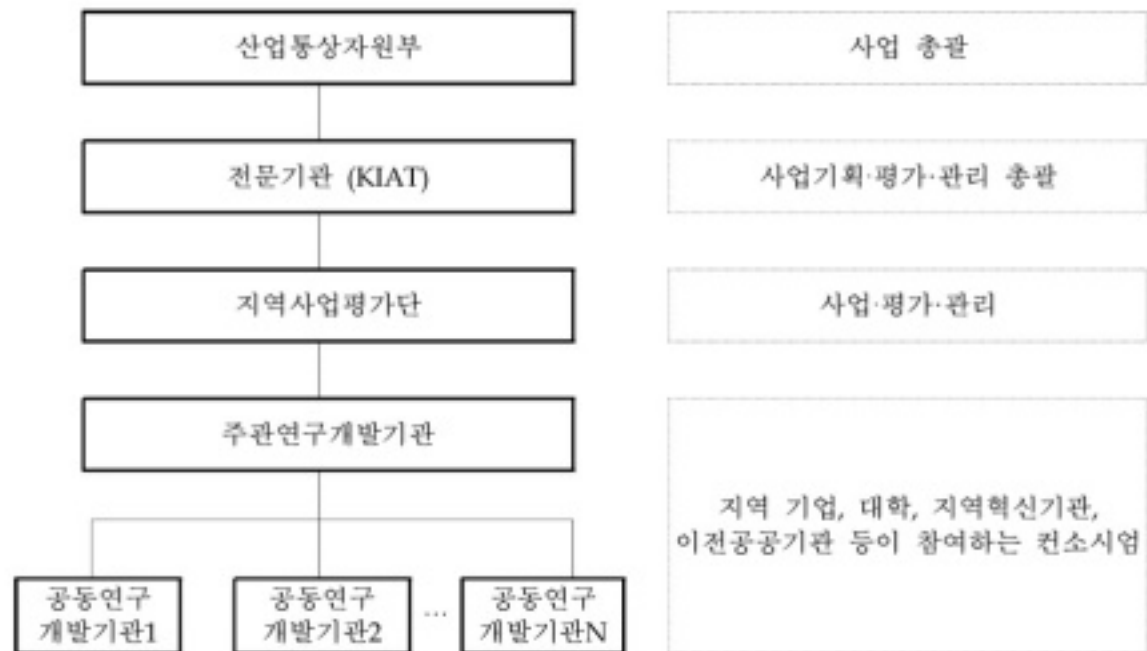 산업통상자원부
사업 총괄
전문기관 (KIAT)
사업기획·평가·관리 총괄
지역사업평가단
사업·평가·관리
주관연구개발기관
지역 기업, 대학, 지역혁신기관,
이전공공기관 등이 참여하는 컨소시엄
공동연구
개발기관1
공동연구
개발기관2
…
공동연구
개발기관N